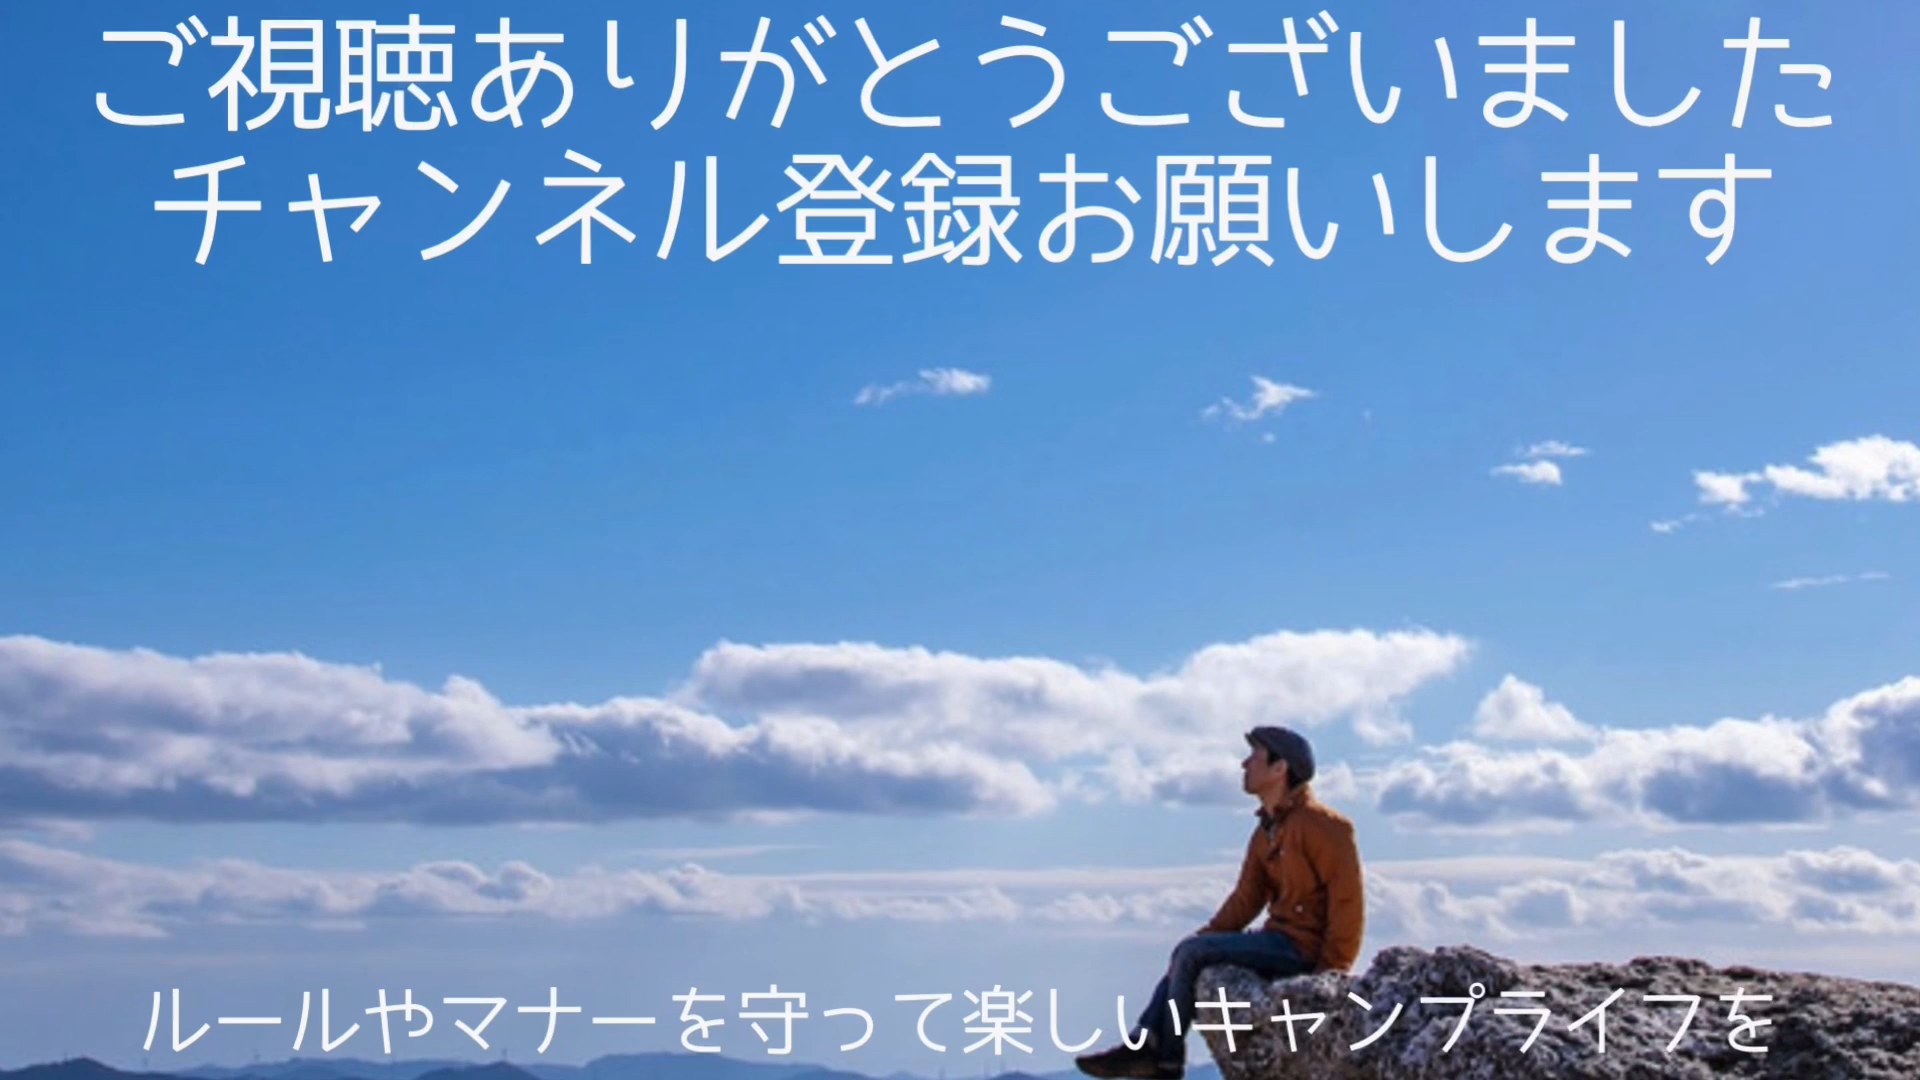 ご視聴ありがとうございました
チャンネル登録お願いします
ルールやマナーを守って楽しいキャンプライフを